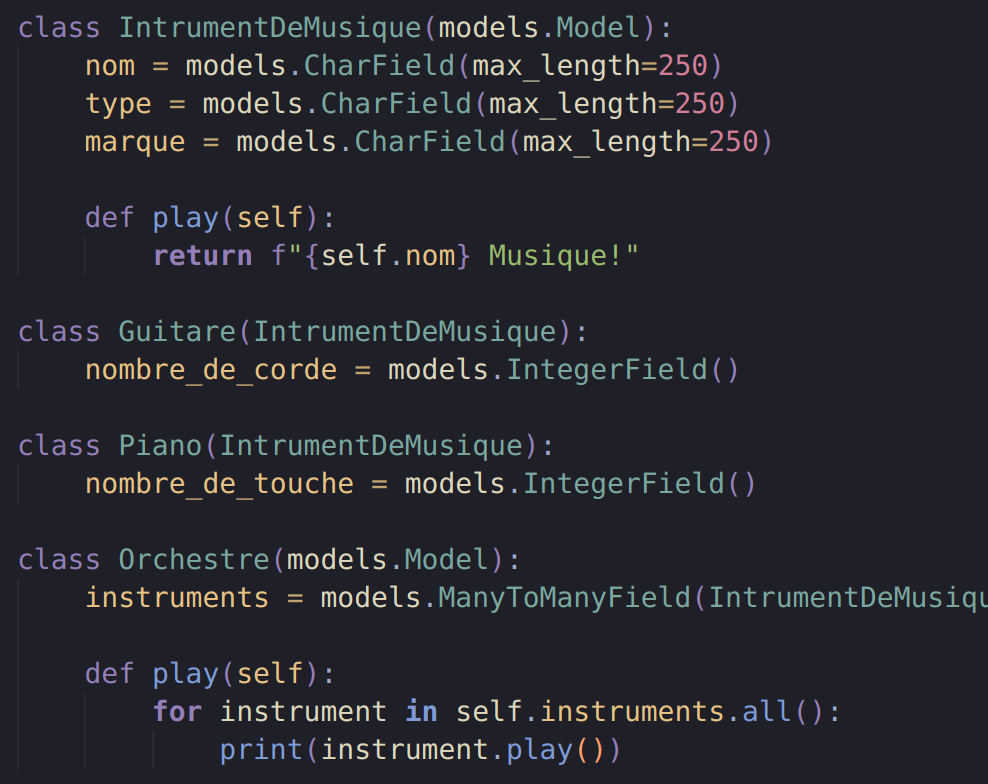 class IntrumentDeMusique(models.Model):
    nom = models.CharField(max_length=250)
    type = models.CharField(max_length=250)
    marque = models.CharField(max_length=250)

    def play(self):
        return f"{self.nom} Musique!"

class Guitare(IntrumentDeMusique):
    nombre_de_corde = models.IntegerField()

class Piano(IntrumentDeMusique):
    nombre_de_touche = models.IntegerField()

class Orchestre(models.Model):
    instruments = models.ManyToManyField(IntrumentDeMusiqu

    def play(self):
        for instrument in self.instruments.all():
            print(instrument.play())